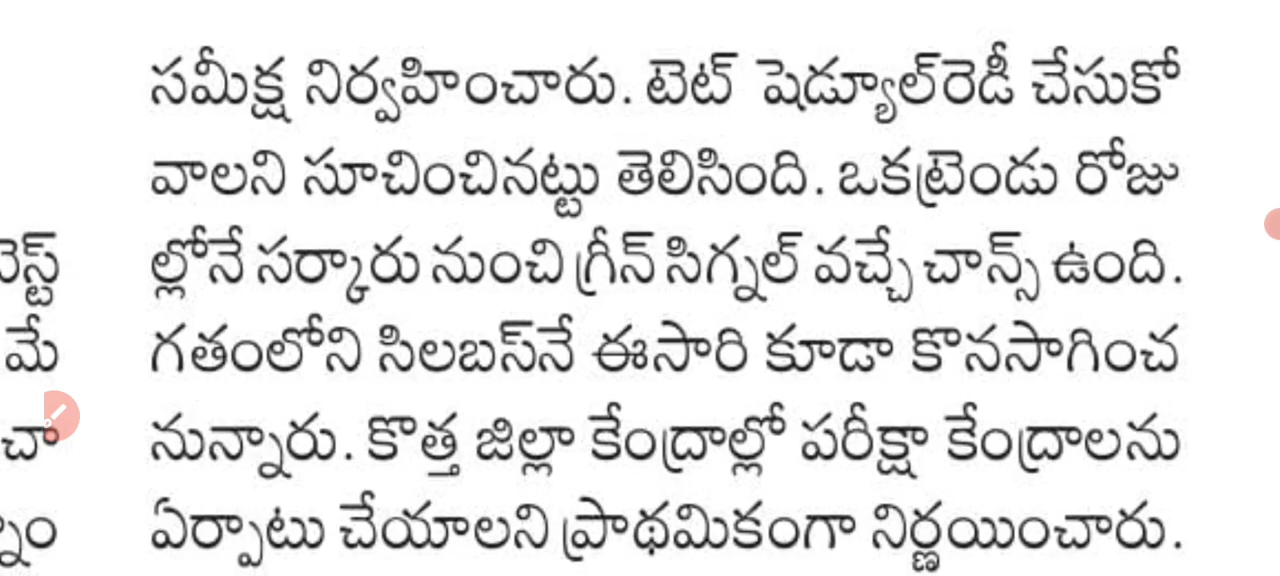 సమీక్ష నిర్వహించారు. టెట్ షెడ్యూల్‌రెడీ చేసుకో
వాలని సూచించినట్టు తెలిసింది. ఒకట్రెండు రోజు
ల్లోనే సర్కారు నుంచి గ్రీన్ సిగ్నల్ వచ్చే చాన్స్ ఉంది.
గతంలోని సిలబస్‌నే ఈసారి కూడా కొనసాగించ
నున్నారు. కొత్త జిల్లా కేంద్రాల్లో పరీక్షా కేంద్రాలను
ఏర్పాటు చేయాలని ప్రాథమికంగా నిర్ణయించారు.